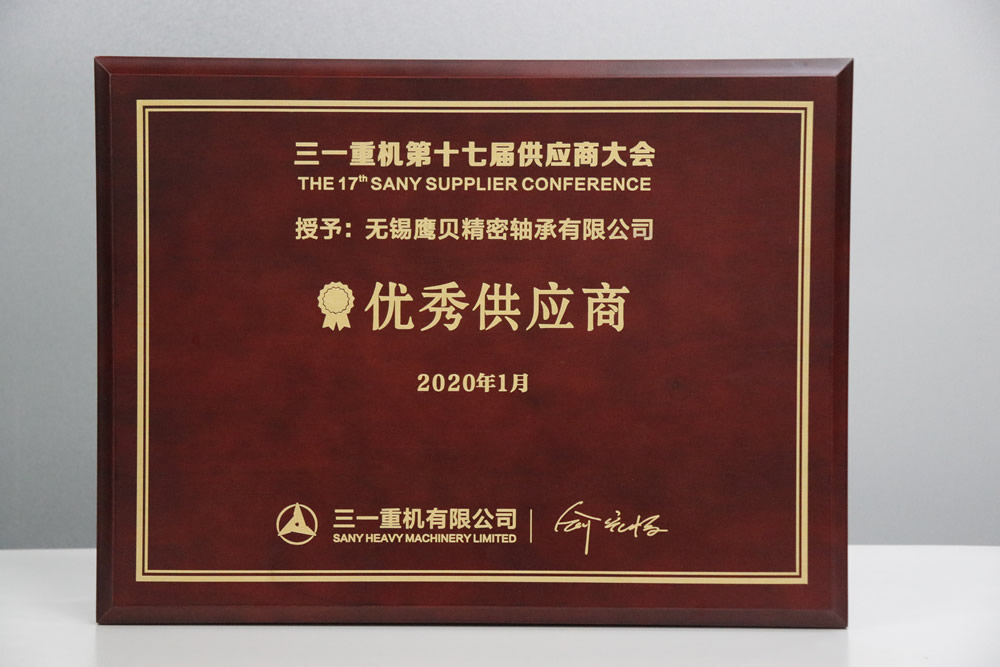 三一重机第十七届供应商大会
THE 17th SANY SUPPLIER CONFERENCE
授予：无锡鹰贝精密轴承有限公司
优秀供应商
2020年1月
三一重机有限公司
SANY HEAVY MACHINERY LIMITED